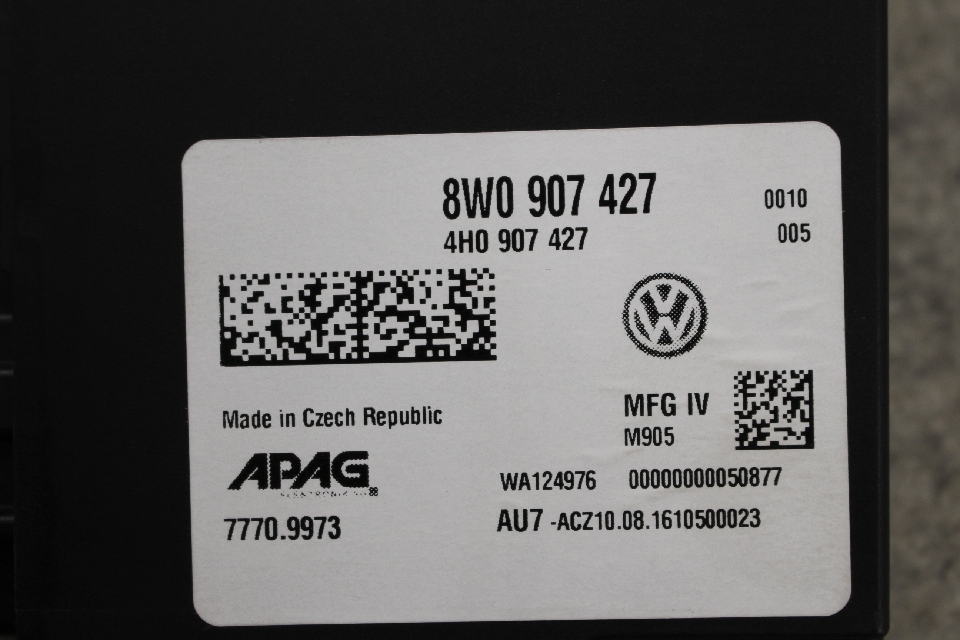 8W0 907 427
0010
4H0 907 427
005
Made in Czech Republic
MFG IV
M905
APAG
WA124976 00000000050877
7770.9973
AU7 -ACZ10.08.1610500023